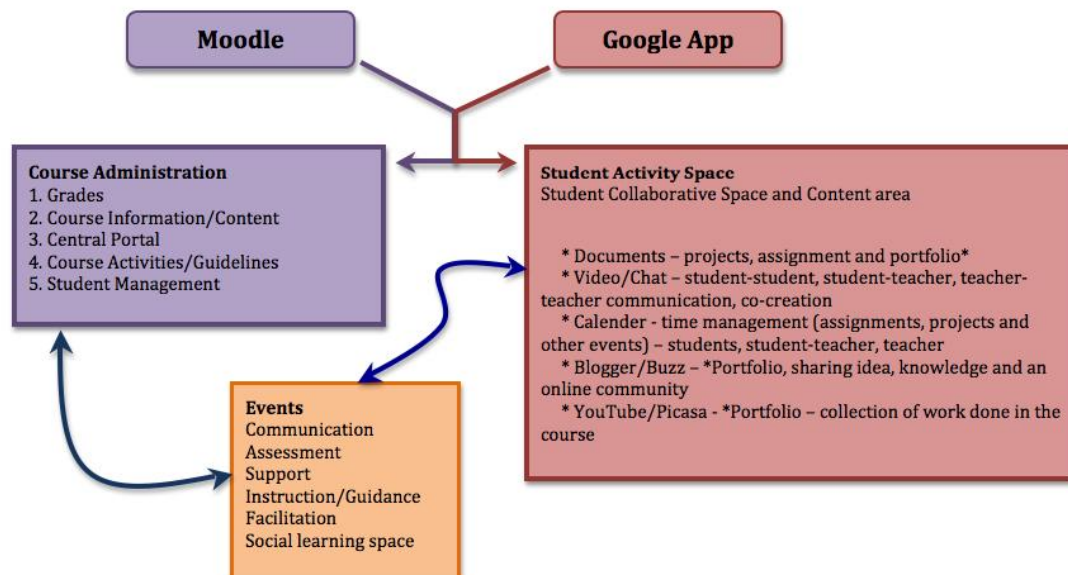 Moodle
Google App
Course Administration
1. Grades
2. Course Information/Content
3. Central Portal
4. Course Activities/Guidelines
5. Student Management
Student Activity Space
Student Collaborative Space and Content area
* Documents – projects, assignment and portfolio*
* Video/Chat – student-student, student-teacher, teacher-
teacher communication, co-creation
* Calender - time management (assignments, projects and
other events) – students, student-teacher, teacher
* Blogger/Buzz – *Portfolio, sharing idea, knowledge and an
online community
* YouTube/Picasa - *Portfolio – collection of work done in the
course
Events
Communication
Assessment
Support
Instruction/Guidance
Facilitation
Social learning space